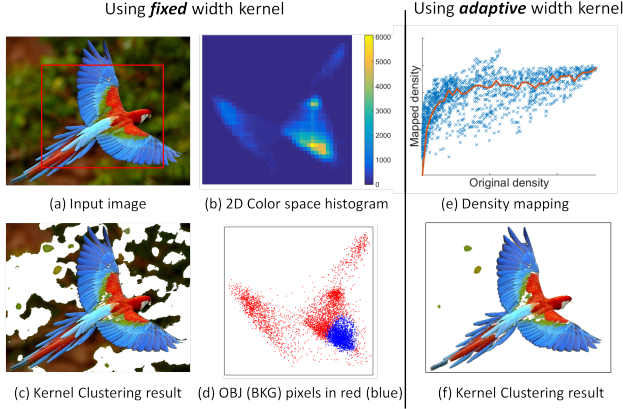 Using fixed width kernel
Using adaptive width kernel
6000
5000
4000
3000
2000
1000
0
Mapped density
Original density
(a) Input image
(b) 2D Color space histogram
(e) Density mapping
(c) Kernel Clustering result
(d) OBJ (BKG) pixels in red (blue)
(f) Kernel Clustering result